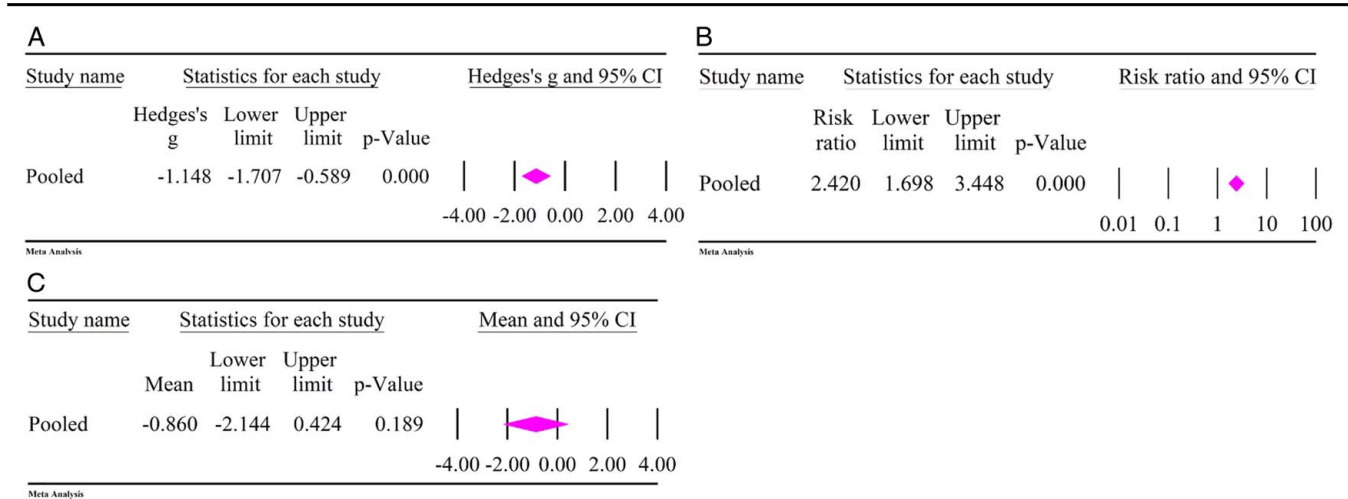 A
Study name Statistics for each study Hedges's g and 95% CI
Hedges's Lower Upper
g limit limit p-Value
Pooled -1.148 -1.707 -0.589 0.000
-4.00 -2.00 0.00 2.00 4.00
Meta Analysis
B
Study name Statistics for each study Risk ratio and 95% CI
Risk Lower Upper
ratio limit limit p-Value
Pooled 2.420 1.698 3.448 0.000
0.01 0.1 1 10 100
Meta Analysis
C
Study name Statistics for each study Mean and 95% CI
Lower Upper
Mean limit limit p-Value
Pooled -0.860 -2.144 0.424 0.189
-4.00 -2.00 0.00 2.00 4.00
Meta Analysis